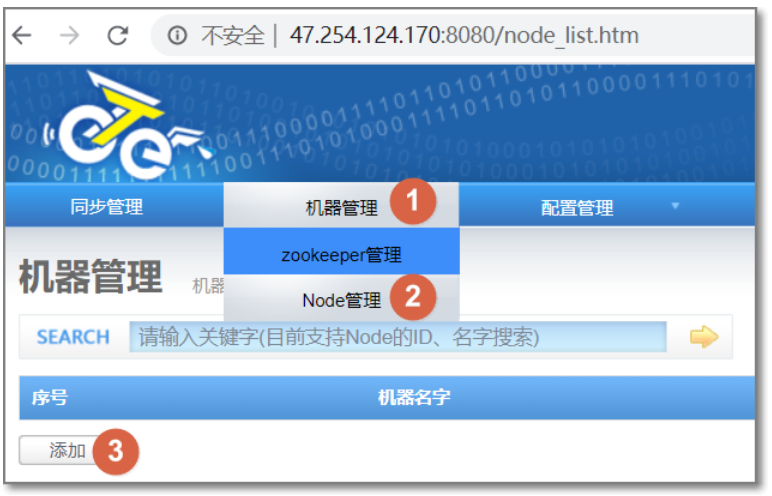 不安全 | 47.254.124.170:8080/node_list.htm
eTe
同步管理 机器管理 1 配置管理
zookeeper管理
机器管理 机器
Node管理 2
SEARCH 请输入关键字(目前支持Node的ID、名字搜索)
序号 机器名字
添加 3